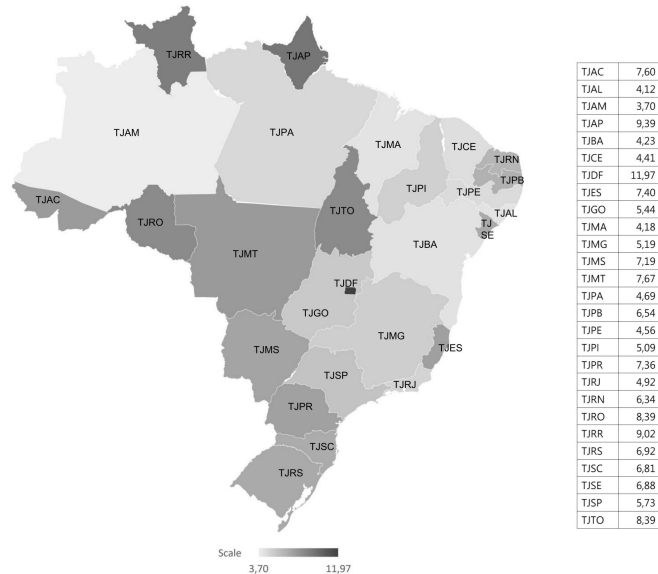 TJRR
TJAP
TJAM
TJPA
TJMA
TJCE
TJRN
TJPB
TJPI
TJPE
TJAC
TJTO
TJAL
TJRO
TJ
SE
TJMT
TJBA
TJDF
TJGO
TJMG
TJMS
TJES
TJSP
TJRJ
TJPR
TJSC
TJRS
Scale
3,70 11,97
TJAC 7,60
TJAL 4,12
TJAM 3,70
TJAP 9,39
TJBA 4,23
TJCE 4,41
TJDF 11,97
TJES 7,40
TJGO 5,44
TJMA 4,18
TJMG 5,19
TJMS 7,19
TJMT 7,67
TJPA 4,69
TJPB 6,54
TJPE 4,56
TJPI 5,09
TJPR 7,36
TJRJ 4,92
TJRN 6,34
TJRO 8,39
TJRR 9,02
TJRS 6,92
TJSC 6,81
TJSE 6,88
TJSP 5,73
TJTO 8,39